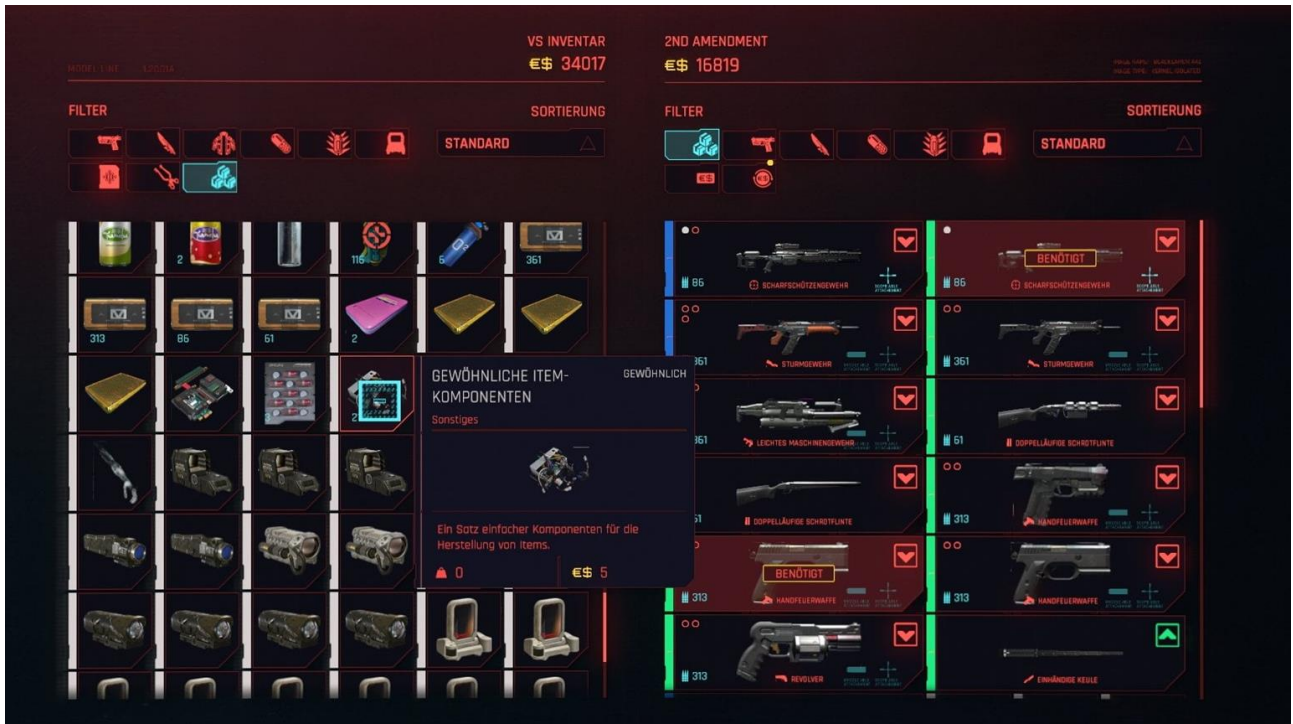 VS INVENTAR
€$ 34017
FILTER
SORTIERUNG
STANDARD
2
116
6
361
313
86
61
2
3
2
GEWÖHNLICHE ITEM-
KOMPONENTEN
GEWÖHNLICH
Sonstiges
Ein Satz einfacher Komponenten für die
Herstellung von Items.
0
€$ 5
2ND AMENDMENT
€$ 16819
FILTER
SORTIERUNG
STANDARD
€$
86
SCHARFSCHÜTZENGEWEHR
BENÖTIGT
86
SCHARFSCHÜTZENGEWEHR
361
STURMGEWEHR
361
STURMGEWEHR
361
LEICHTES MASCHINENGEWEHR
61
DOPPELLÄUFIGE SCHROTFLINTE
61
DOPPELLÄUFIGE SCHROTFLINTE
313
HANDFEUERWAFFE
BENÖTIGT
313
HANDFEUERWAFFE
313
HANDFEUERWAFFE
313
REVOLVER
EINHÄNDIGE KEULE